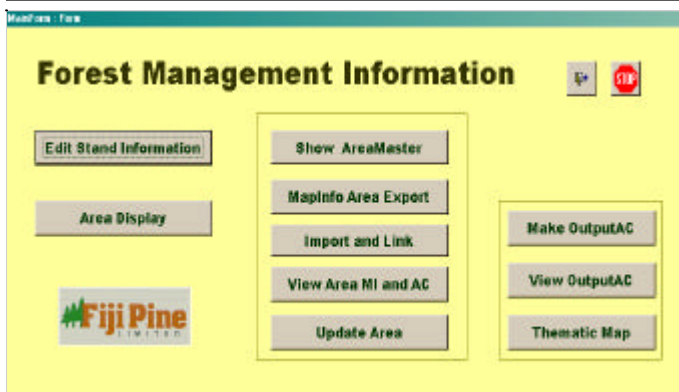 MainForm : Form
Forest Management Information
STOP
Edit Stand Information
Area Display
Show AreaMaster
MapInfo Area Export
Import and Link
View Area MI and AC
Update Area
Make OutputAC
View OutputAC
Thematic Map
Fiji Pine
LIMITED